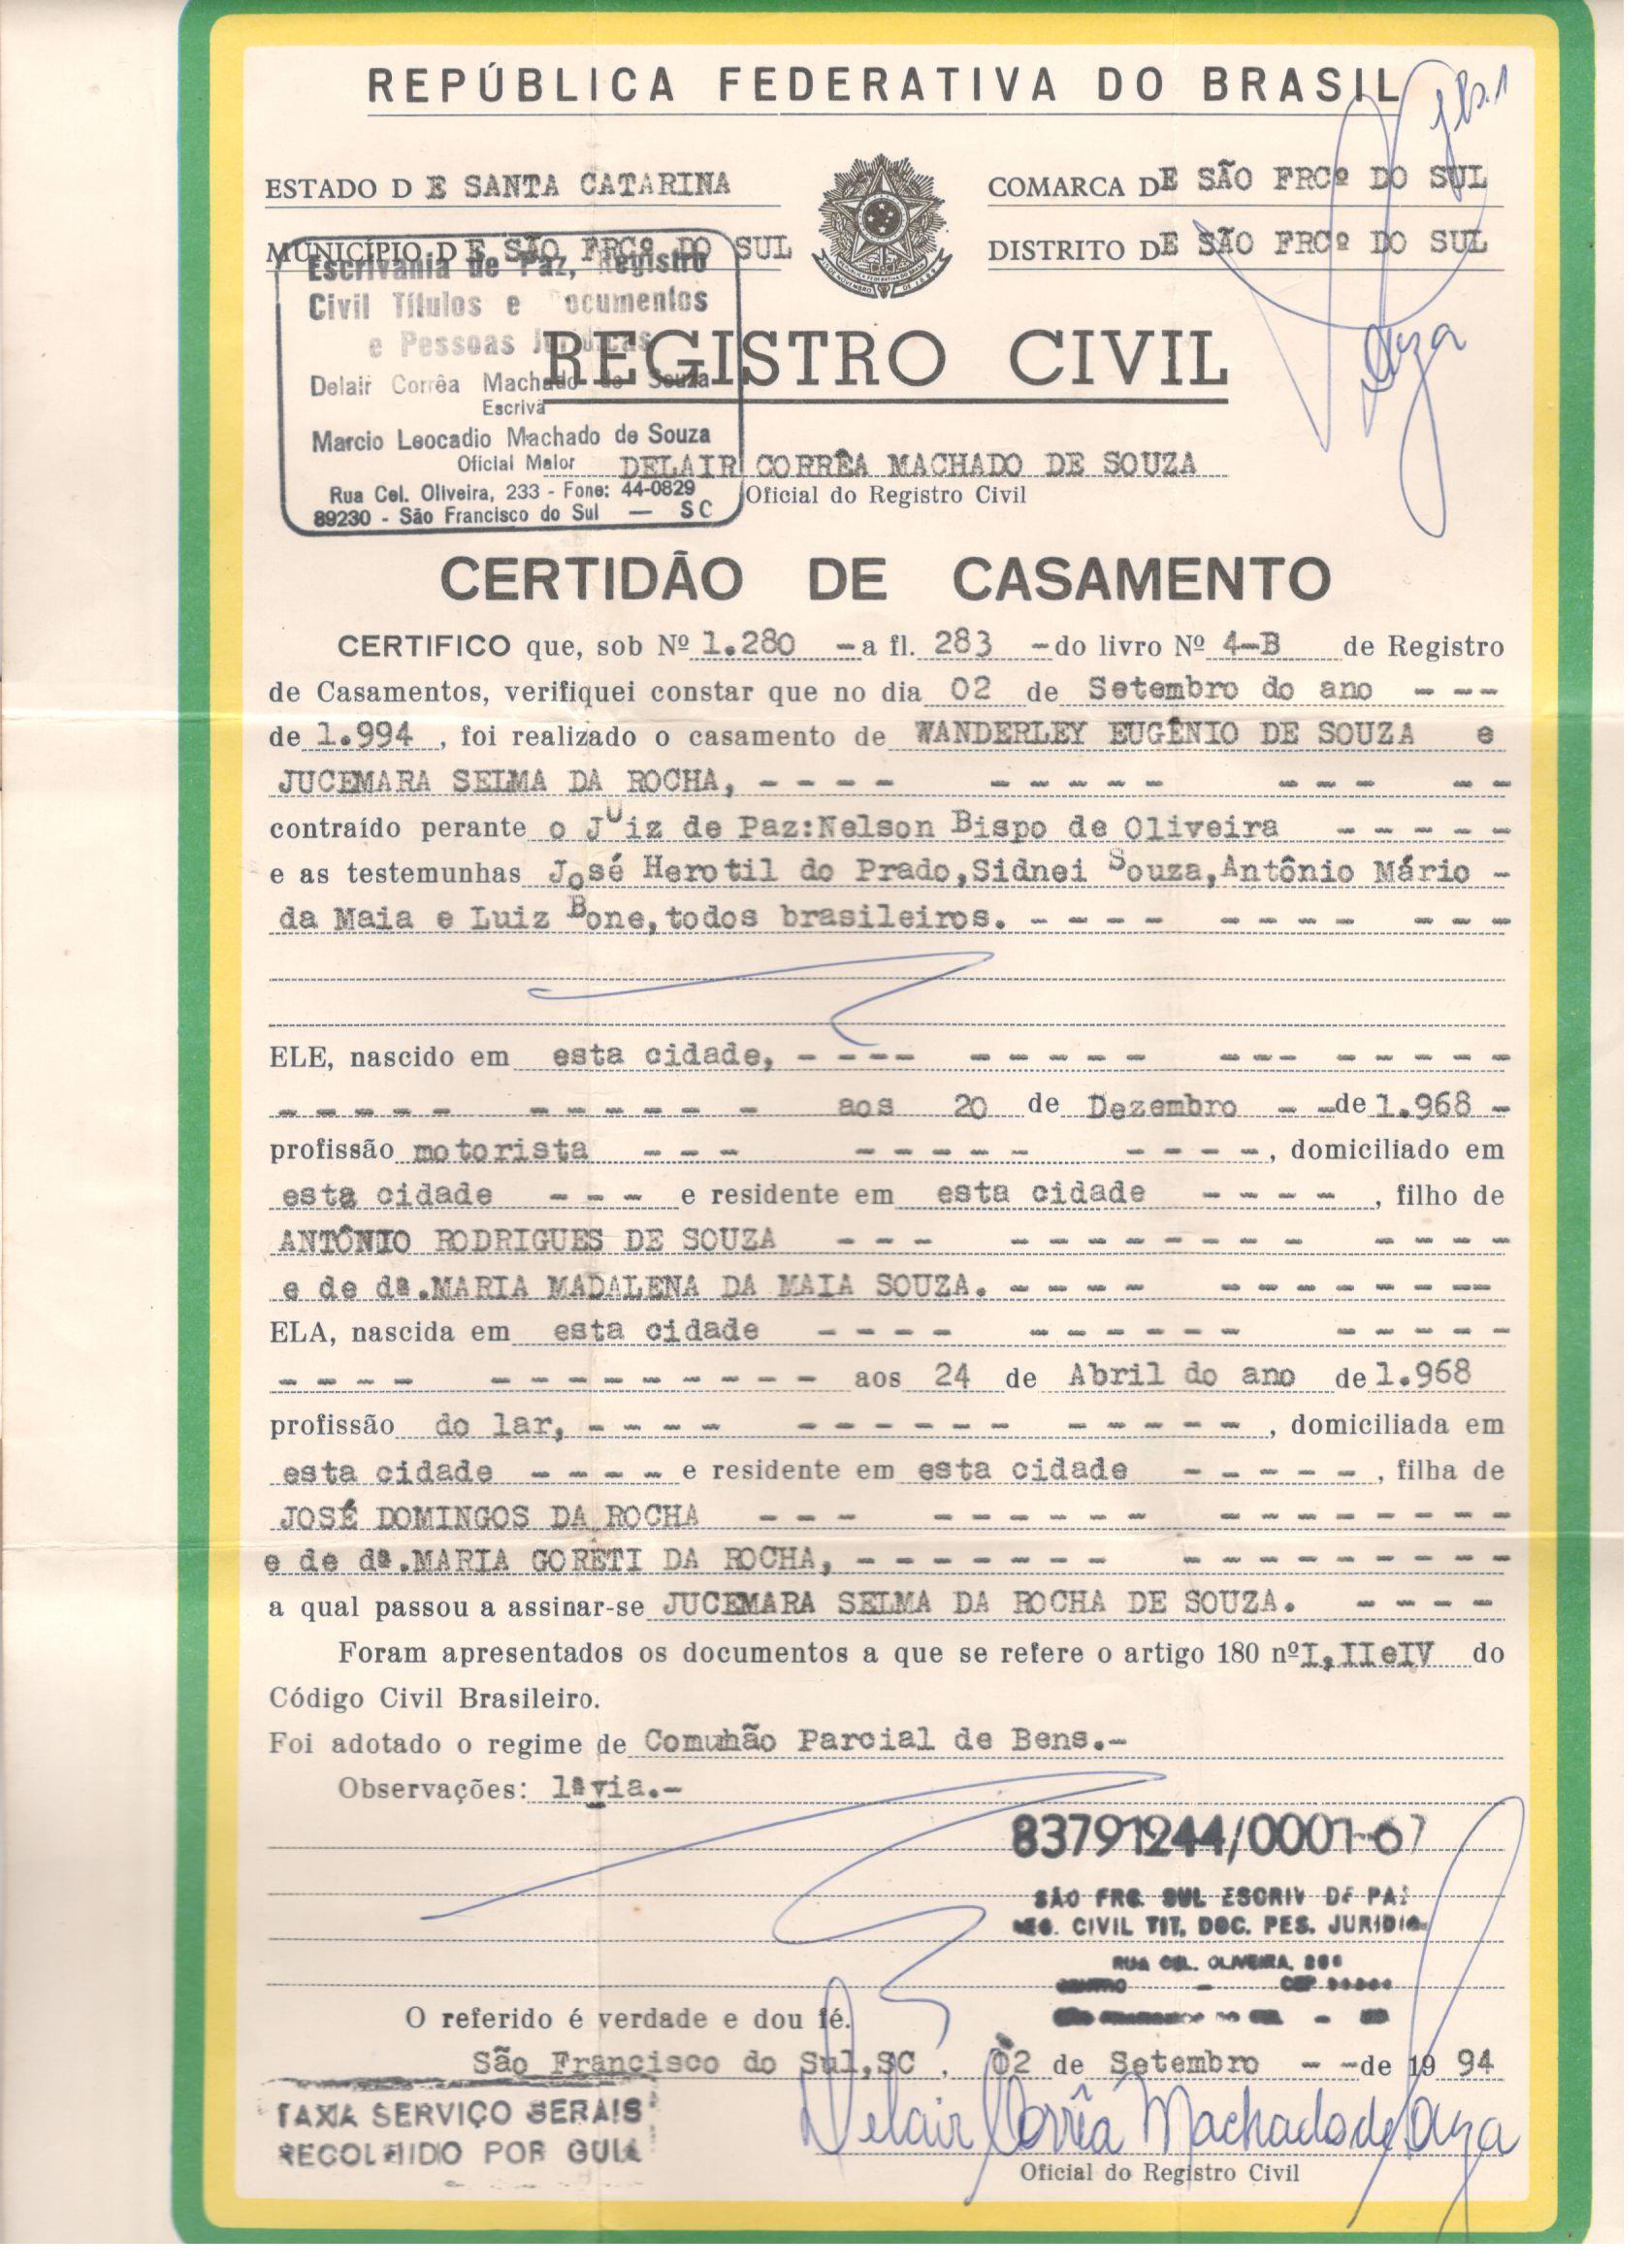 REPÚBLICA FEDERATIVA DO BRASIL
fls.1
ESTADO D E SANTA CATARINA
COMARCA DE SÃO FRCº DO SUL
MUNICÍPIO D E SÃO FRCº DO SUL
DISTRITO DE SÃO FRCº DO SUL
Escrivania de Paz, Registro
Civil Títulos e Documentos
e Pessoas Jurídicas
Delair Corrêa Machado de Souza
Escrivã
Marcio Leocadio Machado de Souza
Oficial Maior
Rua Cel. Oliveira, 233 - Fone: 44-0829
89230 - São Francisco do Sul — SC
REGISTRO CIVIL
Souza
DELAIR CORRÊA MACHADO DE SOUZA
Oficial do Registro Civil
CERTIDÃO DE CASAMENTO
CERTIFICO que, sob Nº 1.280 - a fl. 283 - do livro Nº 4-B de Registro
de Casamentos, verifiquei constar que no dia 02 de Setembro do ano - - -
de 1.994 , foi realizado o casamento de WANDERLEY EUGÊNIO DE SOUZA e
JUCEMARA SELMA DA ROCHA, - - - - - - - - - - - - - -
contraído perante o Juiz de Paz:Nelson Bispo de Oliveira - - - - -
e as testemunhas José Herotil do Prado,Sidnei Souza,Antônio Mário -
da Maia e Luiz Bone,todos brasileiros. - - - - - - - - - - -
ELE, nascido em esta cidade, - - - - - - - - - - - - - - - - -
- - - - - - - - - - - aos 20 de Dezembro - - de 1.968 -
profissão motorista - - - - - - - - - - - - , domiciliado em
esta cidade - - - e residente em esta cidade - - - - , filho de
ANTÔNIO RODRIGUES DE SOUZA - - - - - - - - - - - - - - -
e de dª.MARIA MADALENA DA MAIA SOUZA. - - - - - - - - - - -
ELA, nascida em esta cidade - - - - - - - - - - - - - - -
- - - - - - - - - - - - - aos 24 de Abril do ano de 1.968
profissão do lar, - - - - - - - - - - - - - - - , domiciliada em
esta cidade - - - - e residente em esta cidade - - - - - , filha de
JOSÉ DOMINGOS DA ROCHA - - - - - - - - - - - - - - - - - -
e de dª.MARIA GORETI DA ROCHA, - - - - - - - - - - - - - - - -
a qual passou a assinar-se JUCEMARA SELMA DA ROCHA DE SOUZA. - - - -
Foram apresentados os documentos a que se refere o artigo 180 nº I, II e IV do
Código Civil Brasileiro.
Foi adotado o regime de Comunhão Parcial de Bens.-
Observações: 1ª via.-
83791244/0001-67
SÃO FRC. SUL ESCRIV DE PAZ
REG. CIVIL TIT. DOC. PES. JURIDIC.
RUA CEL. OLIVEIRA,
CENTRO - CEP
O referido é verdade e dou fé.
São Francisco do Sul,SC , 02 de Setembro - - de 19 94
TAXA SERVIÇO GERAIS
RECOLHIDO POR GUIA
Delair Corrêa Machado de Souza
Oficial do Registro Civil